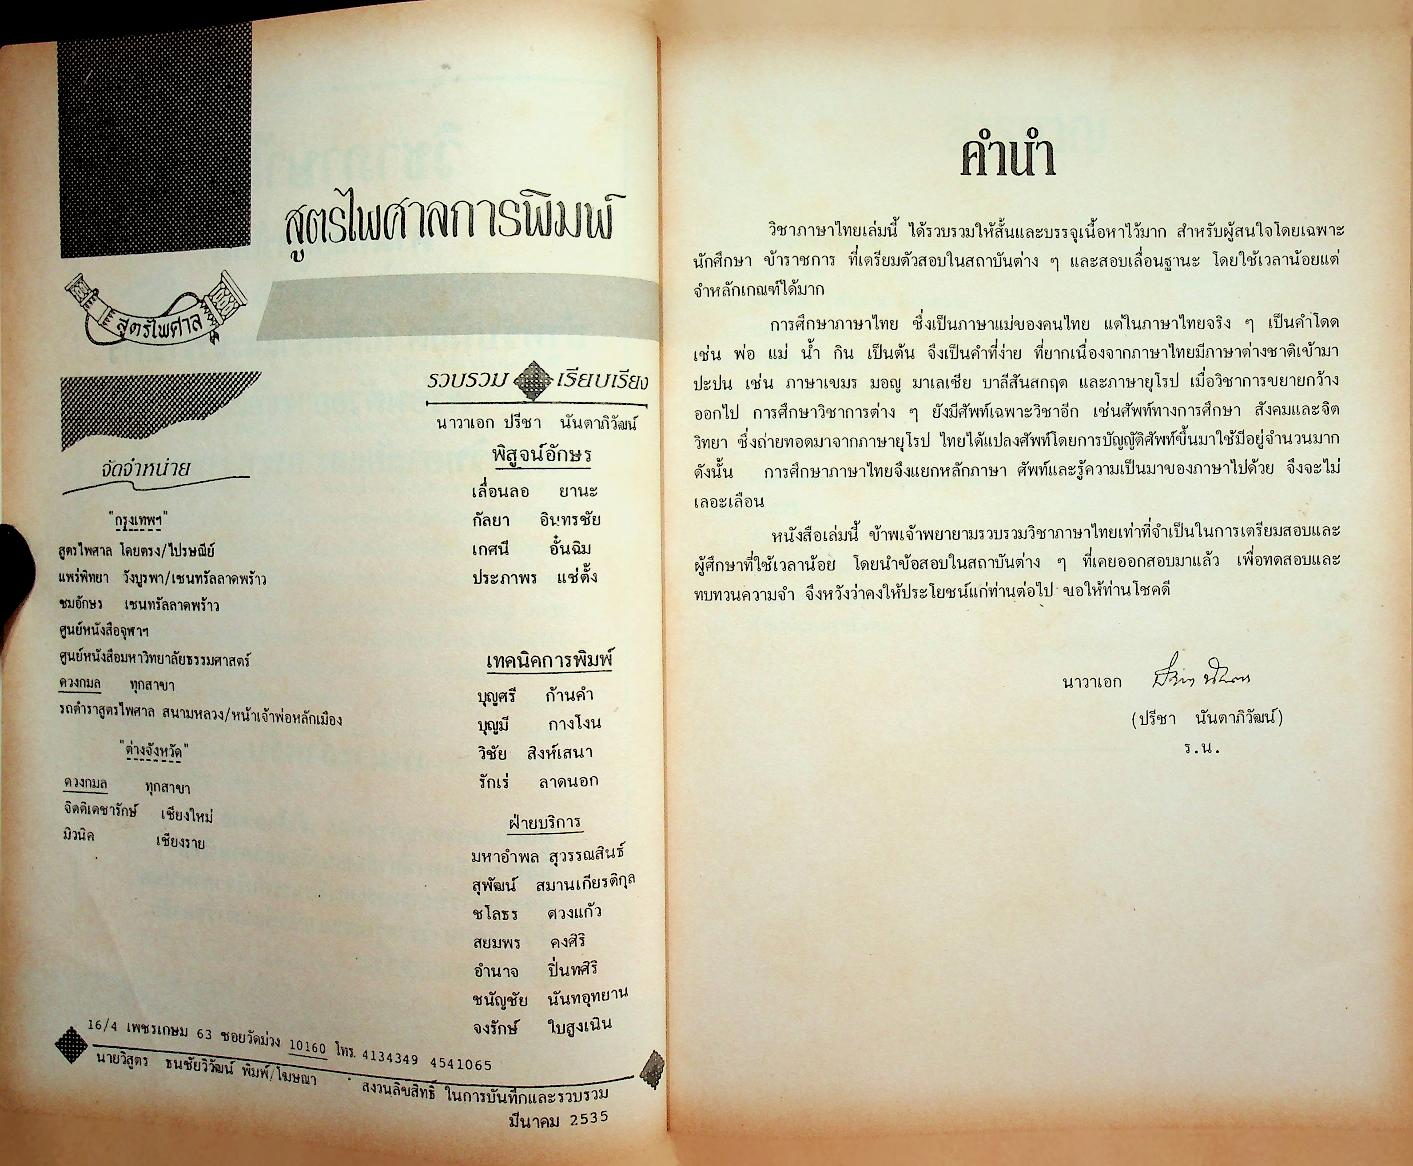 สูตรไพศาลการพิมพ์
สูตรไพศาล
รวบรวม เรียบเรียง
นาวาเอก ปรีชา นันตาภิวัฒน์
พิสูจน์อักษร
เลื่อนลอ ยานะ
กัลยา อินทรชัย
เกศนี อั๋นฉิม
ประภาพร แซ่ตั้ง
เทคนิคการพิมพ์
บุญศรี ก้านคำ
บุญมี กางโงน
วิชัย สิงห์เสนา
รักเร่ ลาดนอก
ฝ่ายบริการ
มหาอำพล สุวรรณสินธ์
สุพัฒน์ สมานเกียรติกุล
ชโลธร ดวงแก้ว
สยมพร คงศิริ
อำนาจ ปิ่นทศิริ
ชนัญชัย นันทอุทยาน
จงรักษ์ ใบสูงเนิน
จัดจำหน่าย
"กรุงเทพฯ"
สูตรไพศาล โดยตรง/ไปรษณีย์
แพร่พิทยา วังบูรพา/เซนทรัลลาดพร้าว
ชมอักษร เซนทรัลลาดพร้าว
ศูนย์หนังสือจุฬาฯ
ศูนย์หนังสือมหาวิทยาลัยธรรมศาสตร์
ดวงกมล ทุกสาขา
รถตำราสูตรไพศาล สนามหลวง/หน้าเจ้าพ่อหลักเมือง
"ต่างจังหวัด"
ดวงกมล ทุกสาขา
จิตติเดชารักษ์ เชียงใหม่
มิวนิค เชียงราย
16/4 เพชรเกษม 63 ซอยวัดม่วง 10160 โทร. 4134349 4541065
นายวิสูตร ธนชัยวิวัฒน์ พิมพ์/โฆษณา
สงวนลิขสิทธิ์ ในการบันทึกและรวบรวม
มีนาคม 2535
คำนำ
วิชาภาษาไทยเล่มนี้ ได้รวบรวมให้สั้นและบรรจุเนื้อหาไว้มาก สำหรับผู้สนใจโดยเฉพาะ
นักศึกษา ข้าราชการ ที่เตรียมตัวสอบในสถาบันต่าง ๆ และสอบเลื่อนฐานะ โดยใช้เวลาน้อยแต่
จำหลักเกณฑ์ได้มาก
การศึกษาภาษาไทย ซึ่งเป็นภาษาแม่ของคนไทย แต่ในภาษาไทยจริง ๆ เป็นคำโดด
เช่น พ่อ แม่ น้ำ กิน เป็นต้น จึงเป็นคำที่ง่าย ที่ยากเนื่องจากภาษาไทยมีภาษาต่างชาติเข้ามา
ปะปน เช่น ภาษาเขมร มอญ มาเลเซีย บาลีสันสกฤต และภาษายุโรป เมื่อวิชาการขยายกว้าง
ออกไป การศึกษาวิชาการต่าง ๆ ยังมีศัพท์เฉพาะวิชาอีก เช่นศัพท์ทางการศึกษา สังคมและจิต
วิทยา ซึ่งถ่ายทอดมาจากภาษายุโรป ไทยได้แปลงศัพท์โดยการบัญญัติศัพท์ขึ้นมาใช้มีอยู่จำนวนมาก
ดังนั้น การศึกษาภาษาไทยจึงแยกหลักภาษา ศัพท์และรู้ความเป็นมาของภาษาไปด้วย จึงจะไม่
เลอะเลือน
หนังสือเล่มนี้ ข้าพเจ้าพยายามรวบรวมวิชาภาษาไทยเท่าที่จำเป็นในการเตรียมสอบและ
ผู้ศึกษาที่ใช้เวลาน้อย โดยนำข้อสอบในสถาบันต่าง ๆ ที่เคยออกสอบมาแล้ว เพื่อทดสอบและ
ทบทวนความจำ จึงหวังว่าคงให้ประโยชน์แก่ท่านต่อไป ขอให้ท่านโชคดี
นาวาเอก
(ปรีชา นันตาภิวัฒน์)
ร.น.